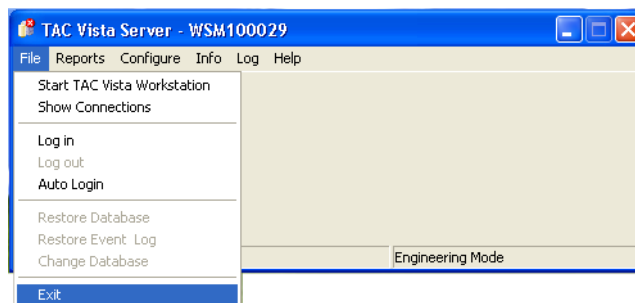 TAC Vista Server - WSM100029
File Reports Configure Info Log Help
Start TAC Vista Workstation
Show Connections
Log in
Log out
Auto Login
Restore Database
Restore Event Log
Change Database
Engineering Mode
Exit